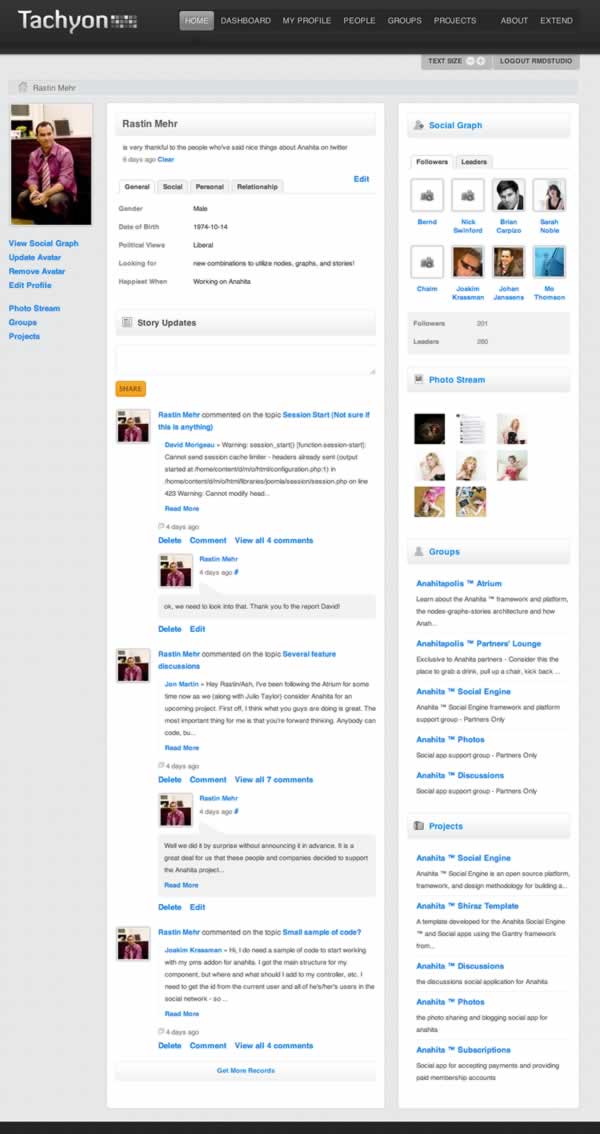 Tachyon
HOME DASHBOARD MY PROFILE PEOPLE GROUPS PROJECTS ABOUT EXTEND
TEXT SIZE LOGOUT RMDSTUDIO
Rastin Mehr
View Social Graph
Update Avatar
Remove Avatar
Edit Profile
Photo Stream
Groups
Projects
Rastin Mehr
is very thankful to the people who've said nice things about Anahita on twitter
6 days ago Clear
Edit
General Social Personal Relationship
Gender Male
Date of Birth 1974-10-14
Political Views Liberal
Looking for new combinations to utilize nodes, graphs, and stories!
Happiest When Working on Anahita
Story Updates
SHARE
Rastin Mehr commented on the topic Session Start (Not sure if
this is anything)
David Morigeau » Warning: session_start() [function.session-start]:
Cannot send session cache limiter - headers already sent (output
started at /home/content/d/m/o/html/configuration.php:1) in
/home/content/d/m/o/html/libraries/joomla/session/session.php on line
423 Warning: Cannot modify head...
Read More
4 days ago
Delete Comment View all 4 comments
Rastin Mehr
4 days ago #
ok, we need to look into that. Thank you fo the report David!
Delete Edit
Rastin Mehr commented on the topic Several feature
discussions
Jon Martin » Hey Rastin/Ash, I've been following the Atrium for some
time now as we (along with Julio Taylor) consider Anahita for an
upcoming project. First off, I think what you guys are doing is great. The
most important thing for me is that you're forward thinking. Anybody can
code, bu...
Read More
4 days ago
Delete Comment View all 7 comments
Rastin Mehr
4 days ago #
Well we did it by surprise without announcing it in advance. It is a
great deal for us that these people and companies decided to support
the Anahita project...
Read More
Delete Edit
Rastin Mehr commented on the topic Small sample of code?
Joakim Krassman » Hi, I do need a sample of code to start working
with my pms addon for anahita. I got the main structure for my
component, but where and what should I add to my controller, etc. I
need to get the id from the current user and all of he's/her's users in the
social network - so ...
Read More
4 days ago
Delete Comment View all 4 comments
Get More Records
Social Graph
Followers Leaders
Bernd Nick Swinford Brian Carpizo Sarah Noble
Chaim Joakim Krassman Johan Janssens Mo Thomson
Followers 201
Leaders 260
Photo Stream
Groups
Anahitapolis ™ Atrium
Learn about the Anahita ™ framework and platform,
the nodes-graphs-stories architecture and how
Anah...
Anahitapolis ™ Partners' Lounge
Exclusive to Anahita partners - Consider this the
place to grab a drink, pull up a chair, kick back ...
Anahita ™ Social Engine
Anahita ™ Social Engine framework and platform
support group - Partners Only
Anahita ™ Photos
Social app support group - Partners Only
Anahita ™ Discussions
Social app support group - Partners Only
Projects
Anahita ™ Social Engine
Anahita ™ Social Engine is an open source platform,
framework, and design methodology for building a...
Anahita ™ Shiraz Template
A template developed for the Anahita Social Engine
™ and Social apps using the Gantry framework
from...
Anahita ™ Discussions
the discussions social application for Anahita
Anahita ™ Photos
the photo sharing and blogging social app for
anahita
Anahita ™ Subscriptions
Social app for accepting payments and providing
paid membership accounts